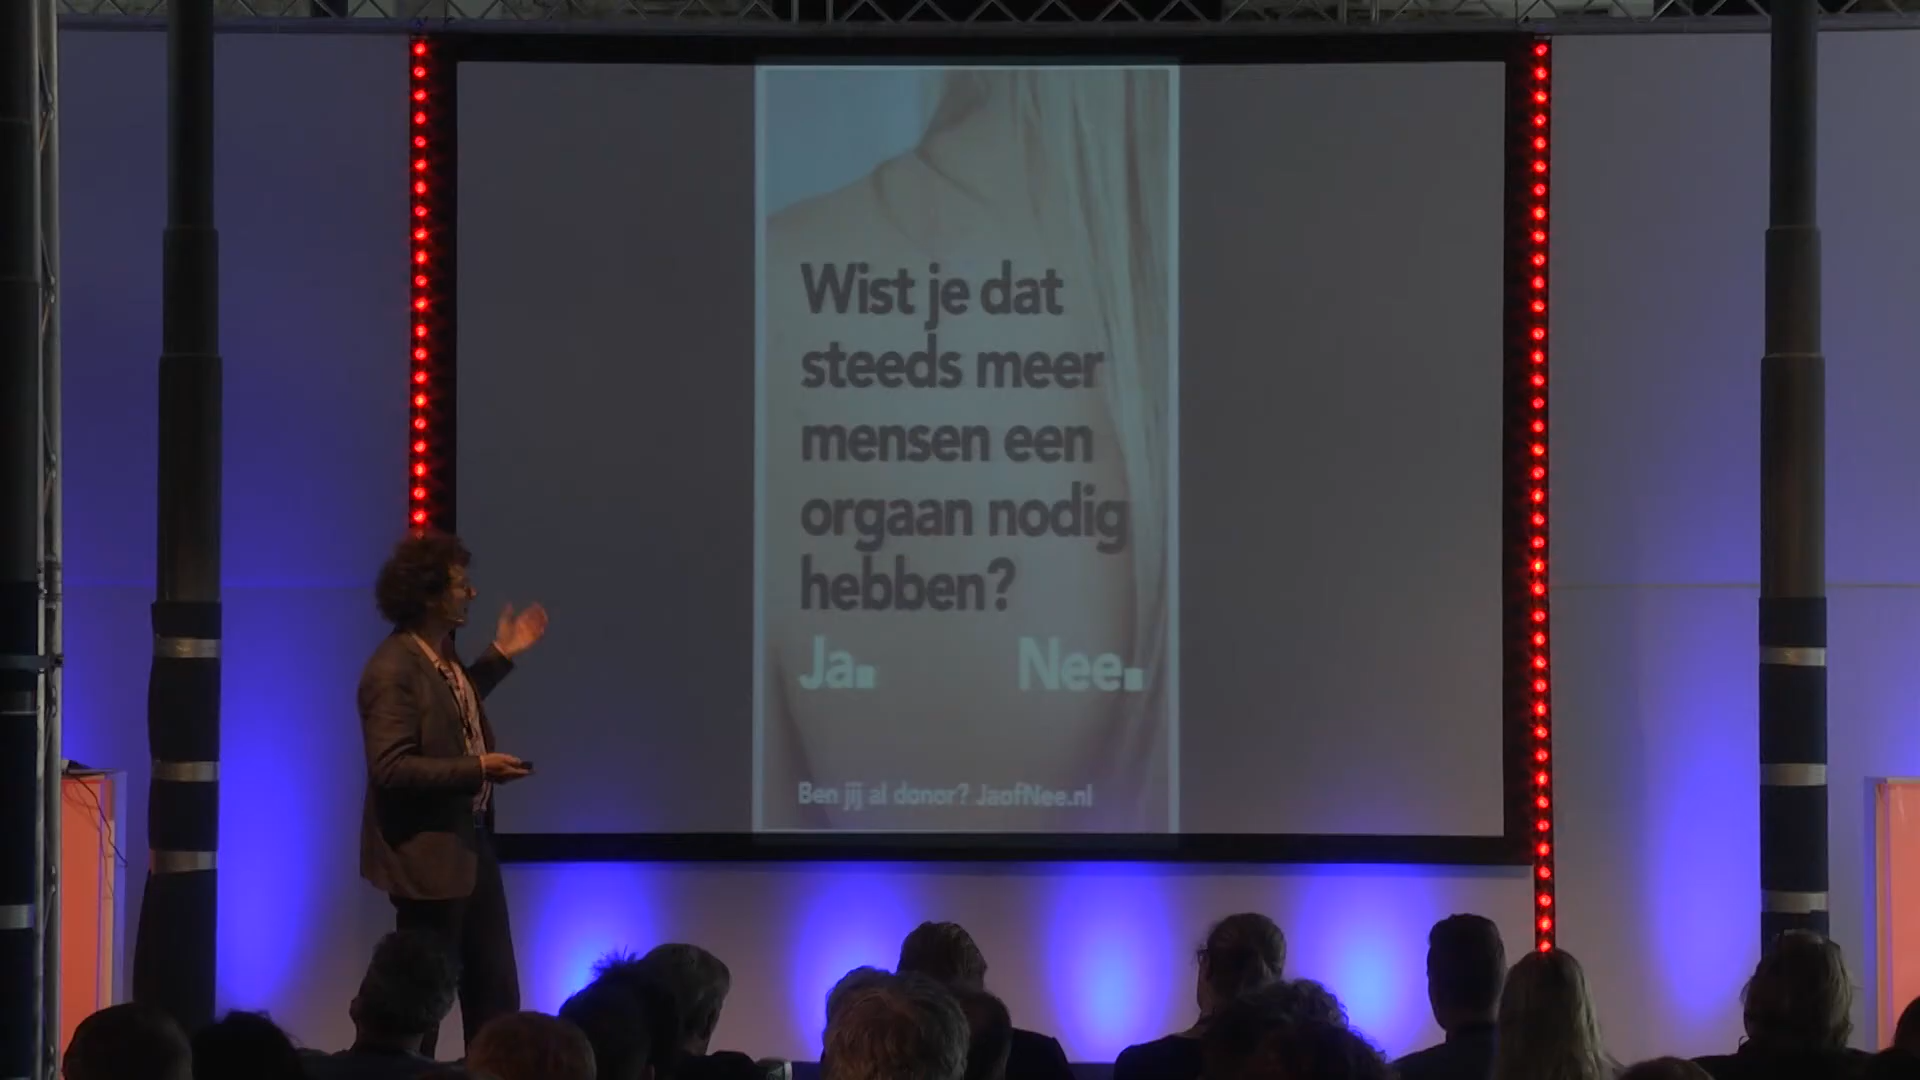 Wist je dat
steeds meer
mensen een
orgaan nodig
hebben?
Ja. Nee.
Ben jij al donor? JaofNee.nl